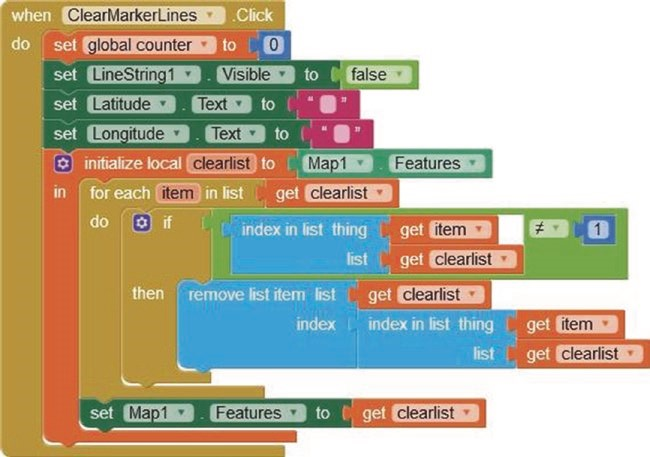 when ClearMarkerLines .Click
do set global counter to 0
set LineString1 . Visible to false
set Latitude . Text to " "
set Longitude . Text to " "
initialize local clearlist to Map1 . Features
in for each item in list get clearlist
do if index in list thing get item ≠ 1
list get clearlist
then remove list item list get clearlist
index index in list thing get item
list get clearlist
set Map1 . Features to get clearlist